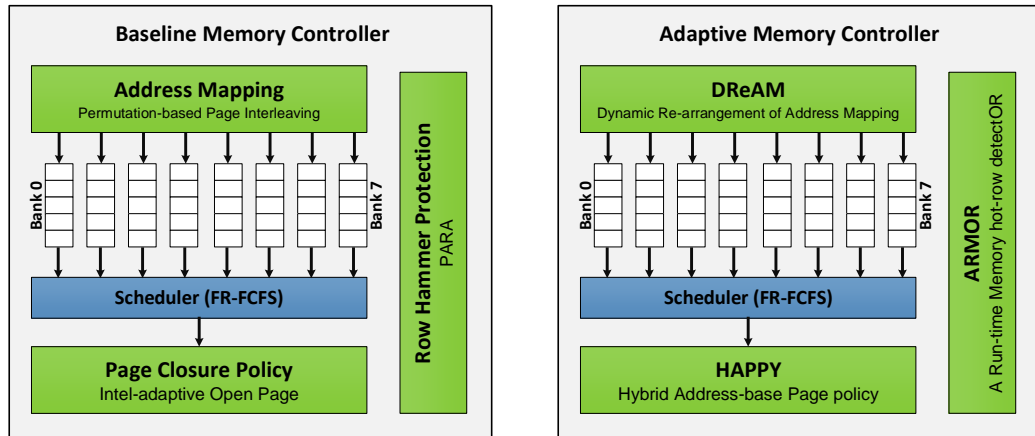 Baseline Memory Controller
Address Mapping
Permutation-based Page Interleaving
Bank 0
Bank 7
Scheduler (FR-FCFS)
Page Closure Policy
Intel-adaptive Open Page
Row Hammer Protection
PARA
Adaptive Memory Controller
DReAM
Dynamic Re-arrangement of Address Mapping
Bank 0
Bank 7
Scheduler (FR-FCFS)
HAPPY
Hybrid Address-base Page policy
ARMOR
A Run-time Memory hot-row detectOR